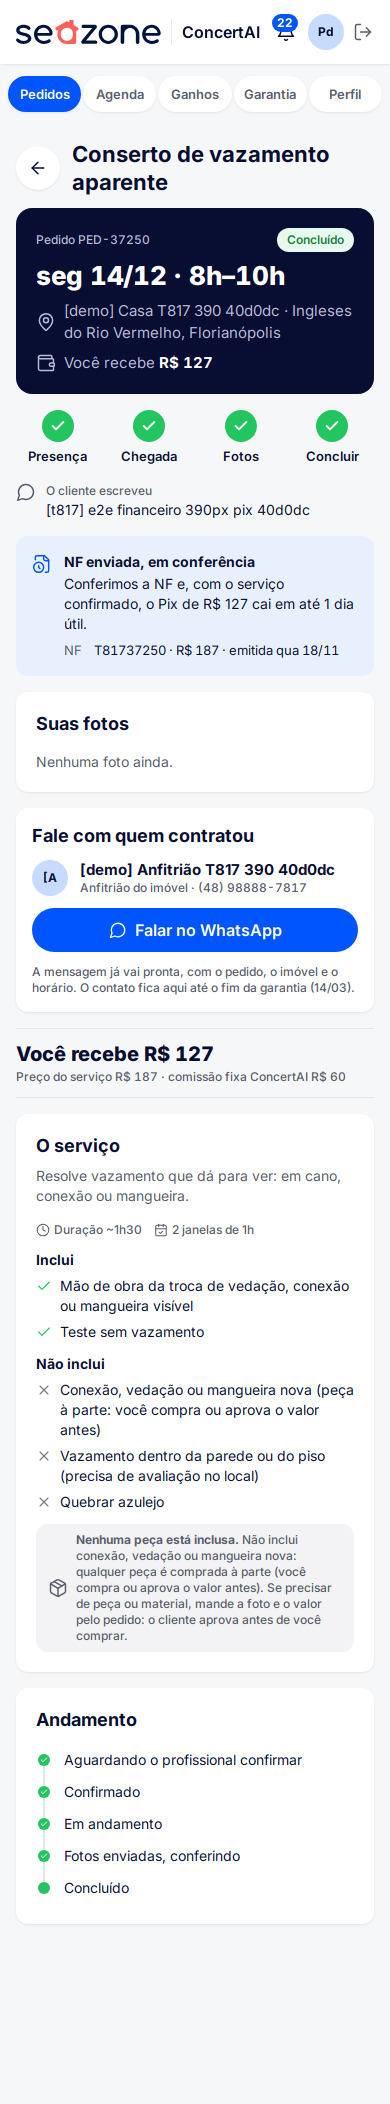 seazone
ConcertAI
22
Pd
Pedidos
Agenda
Ganhos
Garantia
Perfil
Conserto de vazamento
aparente
Pedido PED-37250
Concluído
seg 14/12 · 8h–10h
[demo] Casa T817 390 40d0dc · Ingleses
do Rio Vermelho, Florianópolis
Você recebe R$ 127
Presença
Chegada
Fotos
Concluir
O cliente escreveu
[t817] e2e financeiro 390px pix 40d0dc
NF enviada, em conferência
Conferimos a NF e, com o serviço
confirmado, o Pix de R$ 127 cai em até 1 dia
útil.
NF T81737250 · R$ 187 · emitida qua 18/11
Suas fotos
Nenhuma foto ainda.
Fale com quem contratou
[A
[demo] Anfitrião T817 390 40d0dc
Anfitrião do imóvel · (48) 98888-7817
Falar no WhatsApp
A mensagem já vai pronta, com o pedido, o imóvel e o
horário. O contato fica aqui até o fim da garantia (14/03).
Você recebe R$ 127
Preço do serviço R$ 187 · comissão fixa ConcertAI R$ 60
O serviço
Resolve vazamento que dá para ver: em cano,
conexão ou mangueira.
Duração ~1h30
2 janelas de 1h
Inclui
Mão de obra da troca de vedação, conexão
ou mangueira visível
Teste sem vazamento
Não inclui
Conexão, vedação ou mangueira nova (peça
à parte: você compra ou aprova o valor
antes)
Vazamento dentro da parede ou do piso
(precisa de avaliação no local)
Quebrar azulejo
Nenhuma peça está inclusa. Não inclui
conexão, vedação ou mangueira nova:
qualquer peça é comprada à parte (você
compra ou aprova o valor antes). Se precisar
de peça ou material, mande a foto e o valor
pelo pedido: o cliente aprova antes de você
comprar.
Andamento
Aguardando o profissional confirmar
Confirmado
Em andamento
Fotos enviadas, conferindo
Concluído